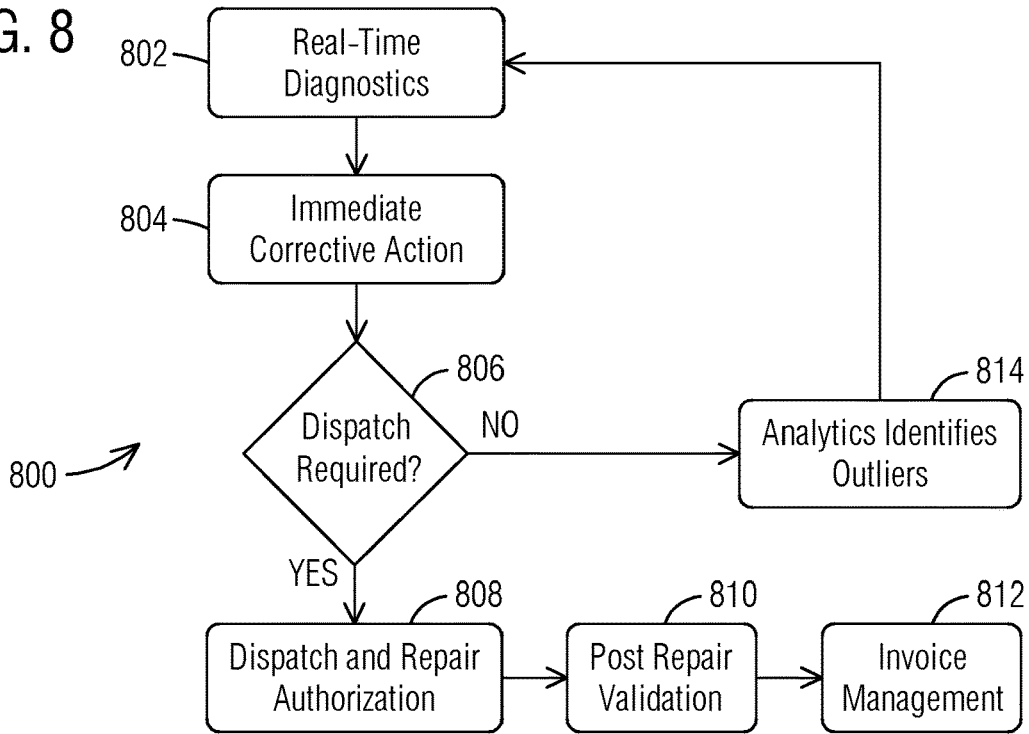 G. 8
802
Real-Time
Diagnostics
804
Immediate
Corrective Action
806
Dispatch
Required?
NO
814
Analytics Identifies
Outliers
800
YES
808
Dispatch and Repair
Authorization
810
Post Repair
Validation
812
Invoice
Management